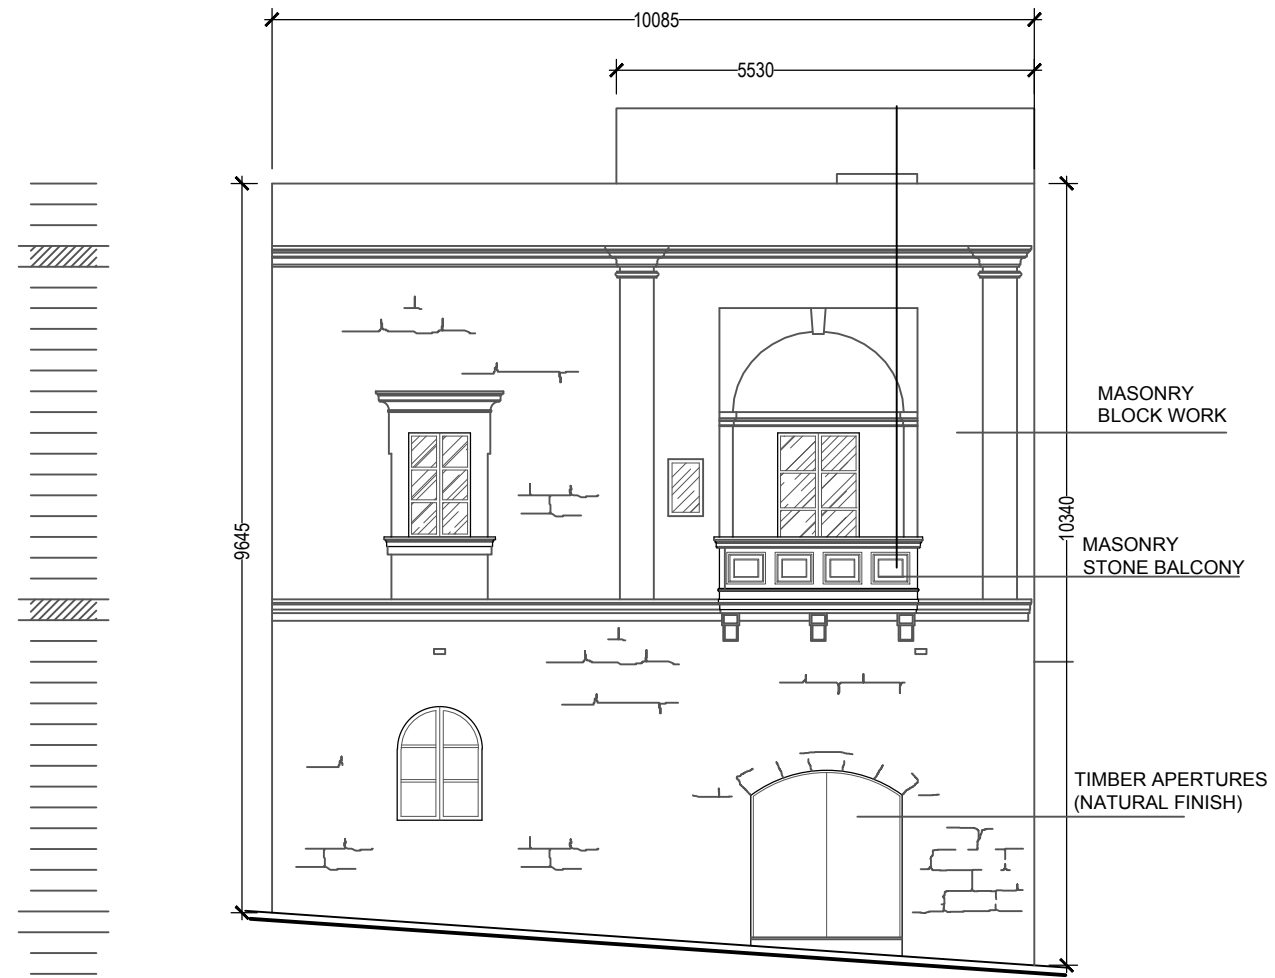 10085
5530
MASONRY
BLOCK WORK
9645
10340
MASONRY
STONE BALCONY
TIMBER APERTURES
(NATURAL FINISH)